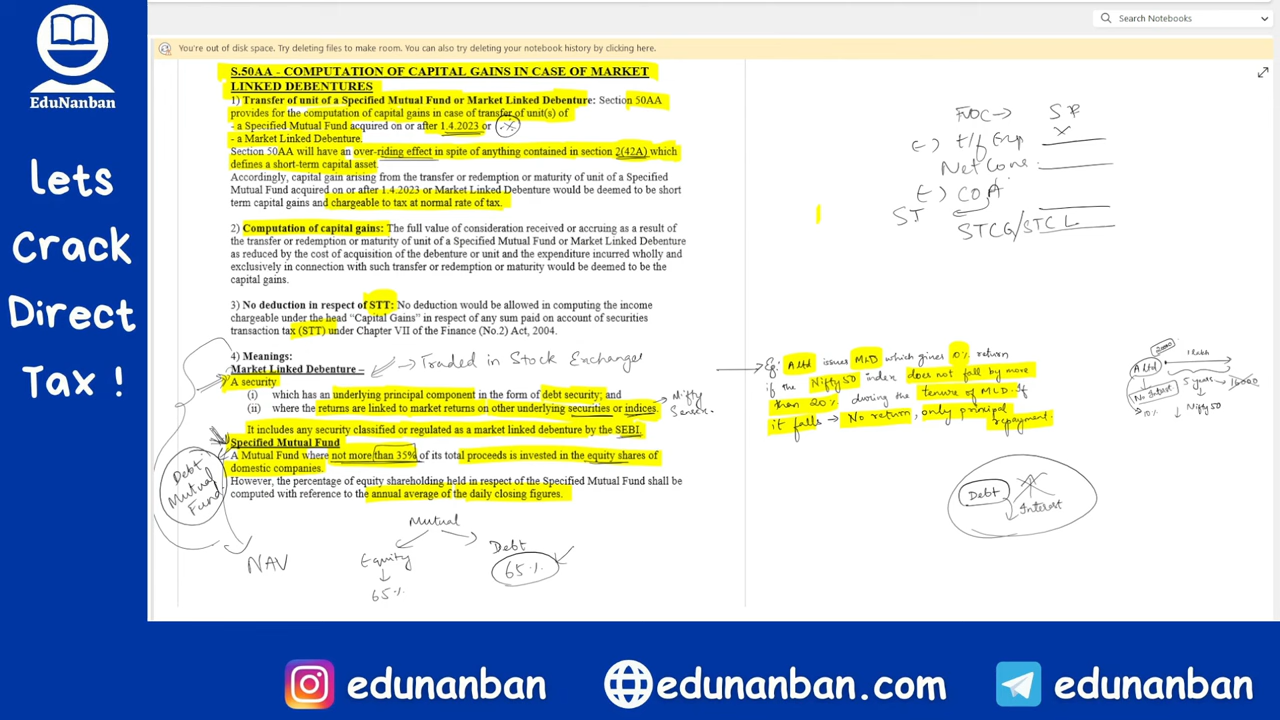 EduNanban
lets
Crack
Direct
Tax !
Search Notebooks
You're out of disk space. Try deleting files to make room. You can also try deleting your notebook history by clicking here.
S.50AA - COMPUTATION OF CAPITAL GAINS IN CASE OF MARKET
LINKED DEBENTURES
1) Transfer of unit of a Specified Mutual Fund or Market Linked Debenture: Section 50AA
provides for the computation of capital gains in case of transfer of unit(s) of
- a Specified Mutual Fund acquired on or after 1.4.2023 or
- a Market Linked Debenture.
Section 50AA will have an over-riding effect in spite of anything contained in section 2(42A) which
defines a short-term capital asset.
Accordingly, capital gain arising from the transfer or redemption or maturity of unit of a Specified
Mutual Fund acquired on or after 1.4.2023 or Market Linked Debenture would be deemed to be short
term capital gains and chargeable to tax at normal rate of tax.
2) Computation of capital gains: The full value of consideration received or accruing as a result of
the transfer or redemption or maturity of unit of a Specified Mutual Fund or Market Linked Debenture
as reduced by the cost of acquisition of the debenture or unit and the expenditure incurred wholly and
exclusively in connection with such transfer or redemption or maturity would be deemed to be the
capital gains.
3) No deduction in respect of STT: No deduction would be allowed in computing the income
chargeable under the head "Capital Gains" in respect of any sum paid on account of securities
transaction tax (STT) under Chapter VII of the Finance (No.2) Act, 2004.
4) Meanings:
Market Linked Debenture –
Traded in Stock Exchange
A security
(i) which has an underlying principal component in the form of debt security; and
(ii) where the returns are linked to market returns on other underlying securities or indices.
Nifty
Sensex.
It includes any security classified or regulated as a market linked debenture by the SEBI.
Specified Mutual Fund
A Mutual Fund where not more than 35% of its total proceeds is invested in the equity shares of
domestic companies.
However, the percentage of equity shareholding held in respect of the Specified Mutual Fund shall be
computed with reference to the annual average of the daily closing figures.
Debt
Mutual
Fund
NAV
Mutual
Equity
65%
Debt
65%
FVOC → SP
(-) t/f Exp x
Net Cons
(-) COA
ST
STCG/STCL
Eg: A ltd issues MLD which gives 10% return
if the Nifty50 index does not fall by more
than 20% during the tenure of MLD. If
it falls → No return, only principal
repayment.
A ltd
1 lakh
No Interest
5 years
10%
Nifty50
Debt
Interest
edunanban
edunanban.com
edunanban